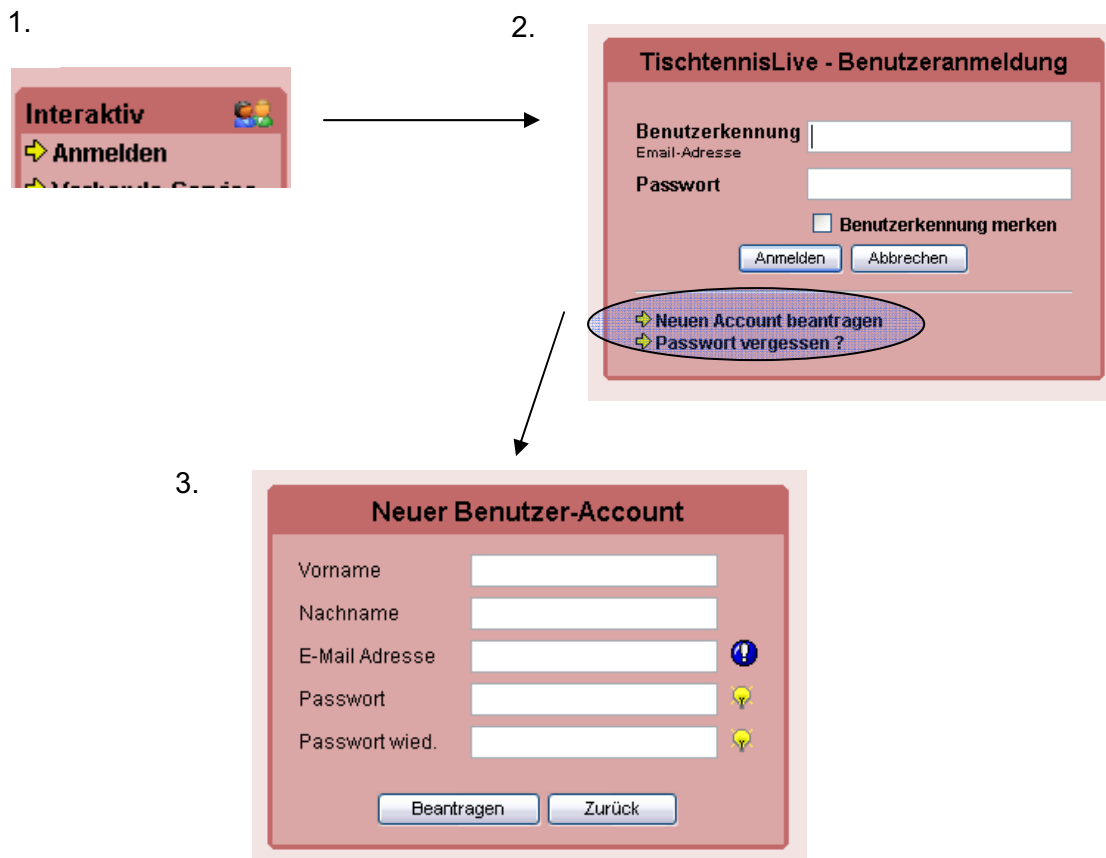 1.
Interaktiv
Anmelden
2.
TischtennisLive - Benutzeranmeldung
Benutzerkennung
Email-Adresse
Passwort
Benutzerkennung merken
Anmelden Abbrechen
Neuen Account beantragen
Passwort vergessen ?
3.
Neuer Benutzer-Account
Vorname
Nachname
E-Mail Adresse
Passwort
Passwort wied.
Beantragen Zurück